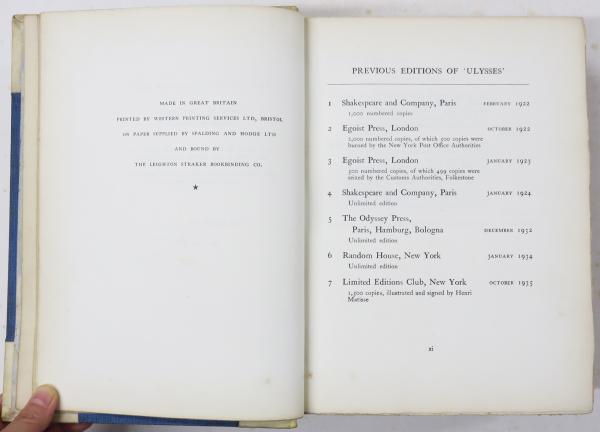 MADE IN GREAT BRITAIN
PRINTED BY WESTERN PRINTING SERVICES LTD, BRISTOL
ON PAPER SUPPLIED BY SPALDING AND HODGE LTD
AND BOUND BY
THE LEIGHTON STRAKER BOOKBINDING CO.
★
PREVIOUS EDITIONS OF 'ULYSSES'
1 Shakespeare and Company, Paris FEBRUARY 1922
1,000 numbered copies
2 Egoist Press, London OCTOBER 1922
2,000 numbered copies, of which 500 copies were
burned by the New York Post Office Authorities
3 Egoist Press, London JANUARY 1923
500 numbered copies, of which 499 copies were
seized by the Customs Authorities, Folkestone
4 Shakespeare and Company, Paris JANUARY 1924
Unlimited edition
5 The Odyssey Press,
Paris, Hamburg, Bologna DECEMBER 1932
Unlimited edition
6 Random House, New York JANUARY 1934
Unlimited edition
7 Limited Editions Club, New York OCTOBER 1935
1,500 copies, illustrated and signed by Henri
Matisse
xi